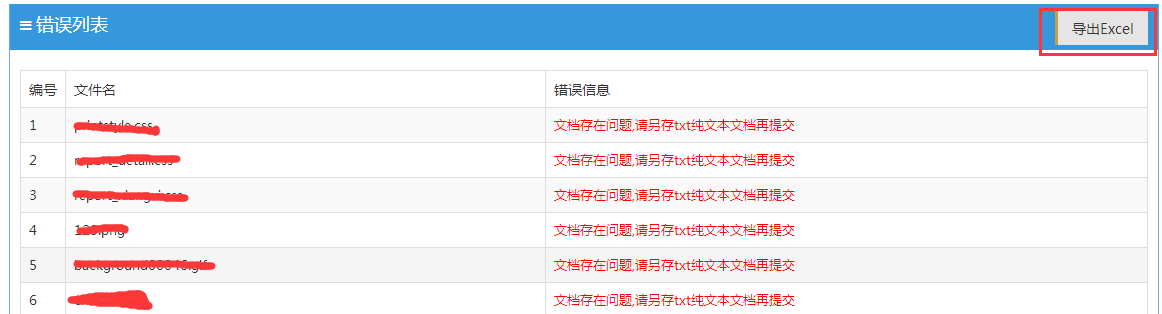 错误列表
导出Excel
编号 文件名 错误信息
1 printstyle.css 文档存在问题,请另存txt纯文本文档再提交
2 文档存在问题,请另存txt纯文本文档再提交
3 文档存在问题,请另存txt纯文本文档再提交
4 文档存在问题,请另存txt纯文本文档再提交
5 文档存在问题,请另存txt纯文本文档再提交
6 文档存在问题,请另存txt纯文本文档再提交